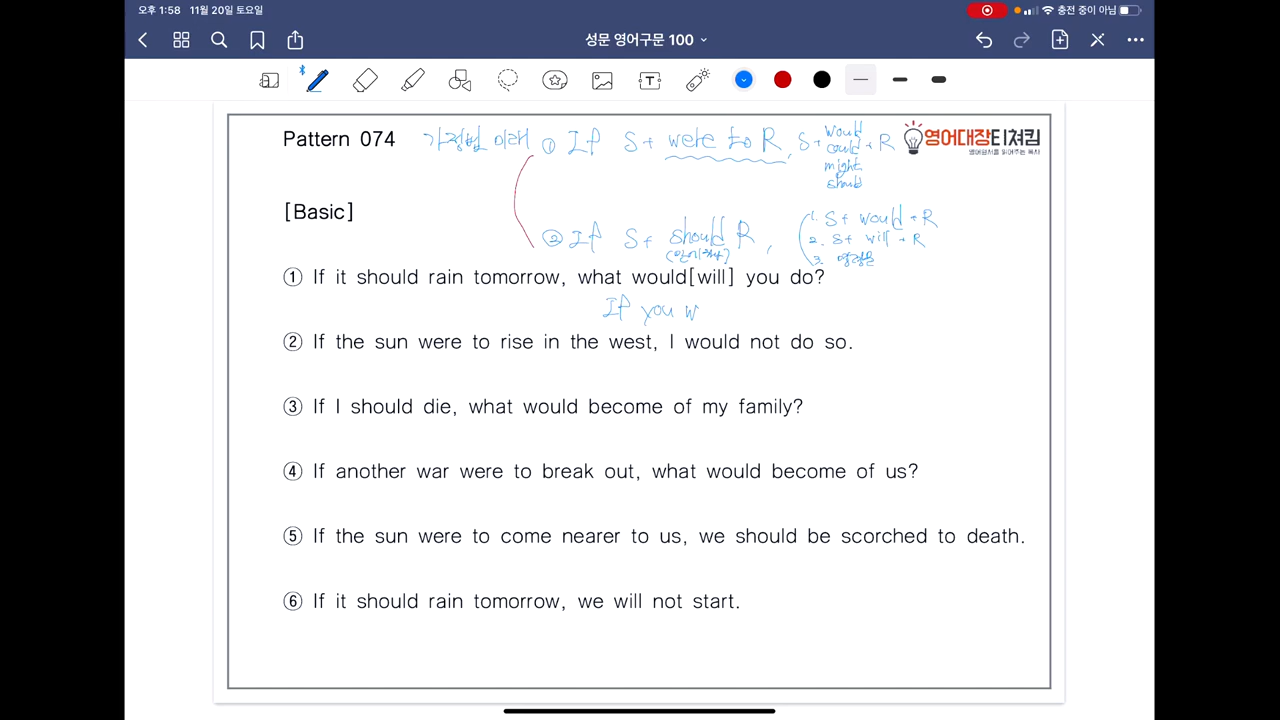 오후 1:58 11월 20일 토요일
충전 중이 아님
성문 영어구문 100
Pattern 074 가정법 미래 ① If S+ were to R, S+ would + R
could
might
should
영어대장티쳐킴
[Basic]
② If S+ should R,
(만에하나)
1. S+ would + R
2. S+ will + R
3. 명령문
① If it should rain tomorrow, what would[will] you do?
If you w
② If the sun were to rise in the west, I would not do so.
③ If I should die, what would become of my family?
④ If another war were to break out, what would become of us?
⑤ If the sun were to come nearer to us, we should be scorched to death.
⑥ If it should rain tomorrow, we will not start.